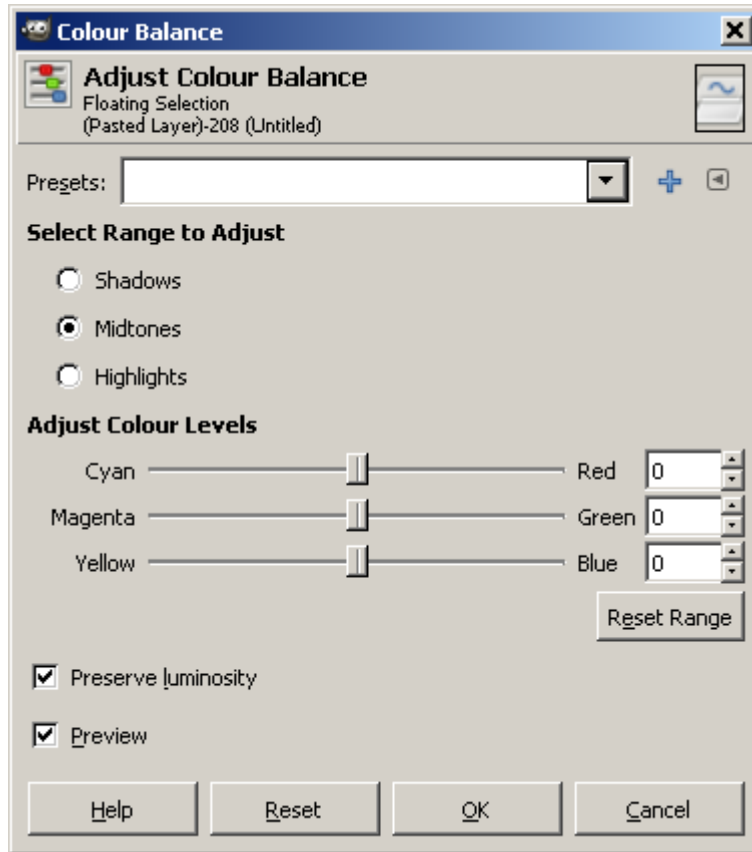 Colour Balance
Adjust Colour Balance
Floating Selection
(Pasted Layer)-208 (Untitled)
Presets:
Select Range to Adjust
Shadows
Midtones
Highlights
Adjust Colour Levels
Cyan Red 0
Magenta Green 0
Yellow Blue 0
Reset Range
Preserve luminosity
Preview
Help Reset OK Cancel